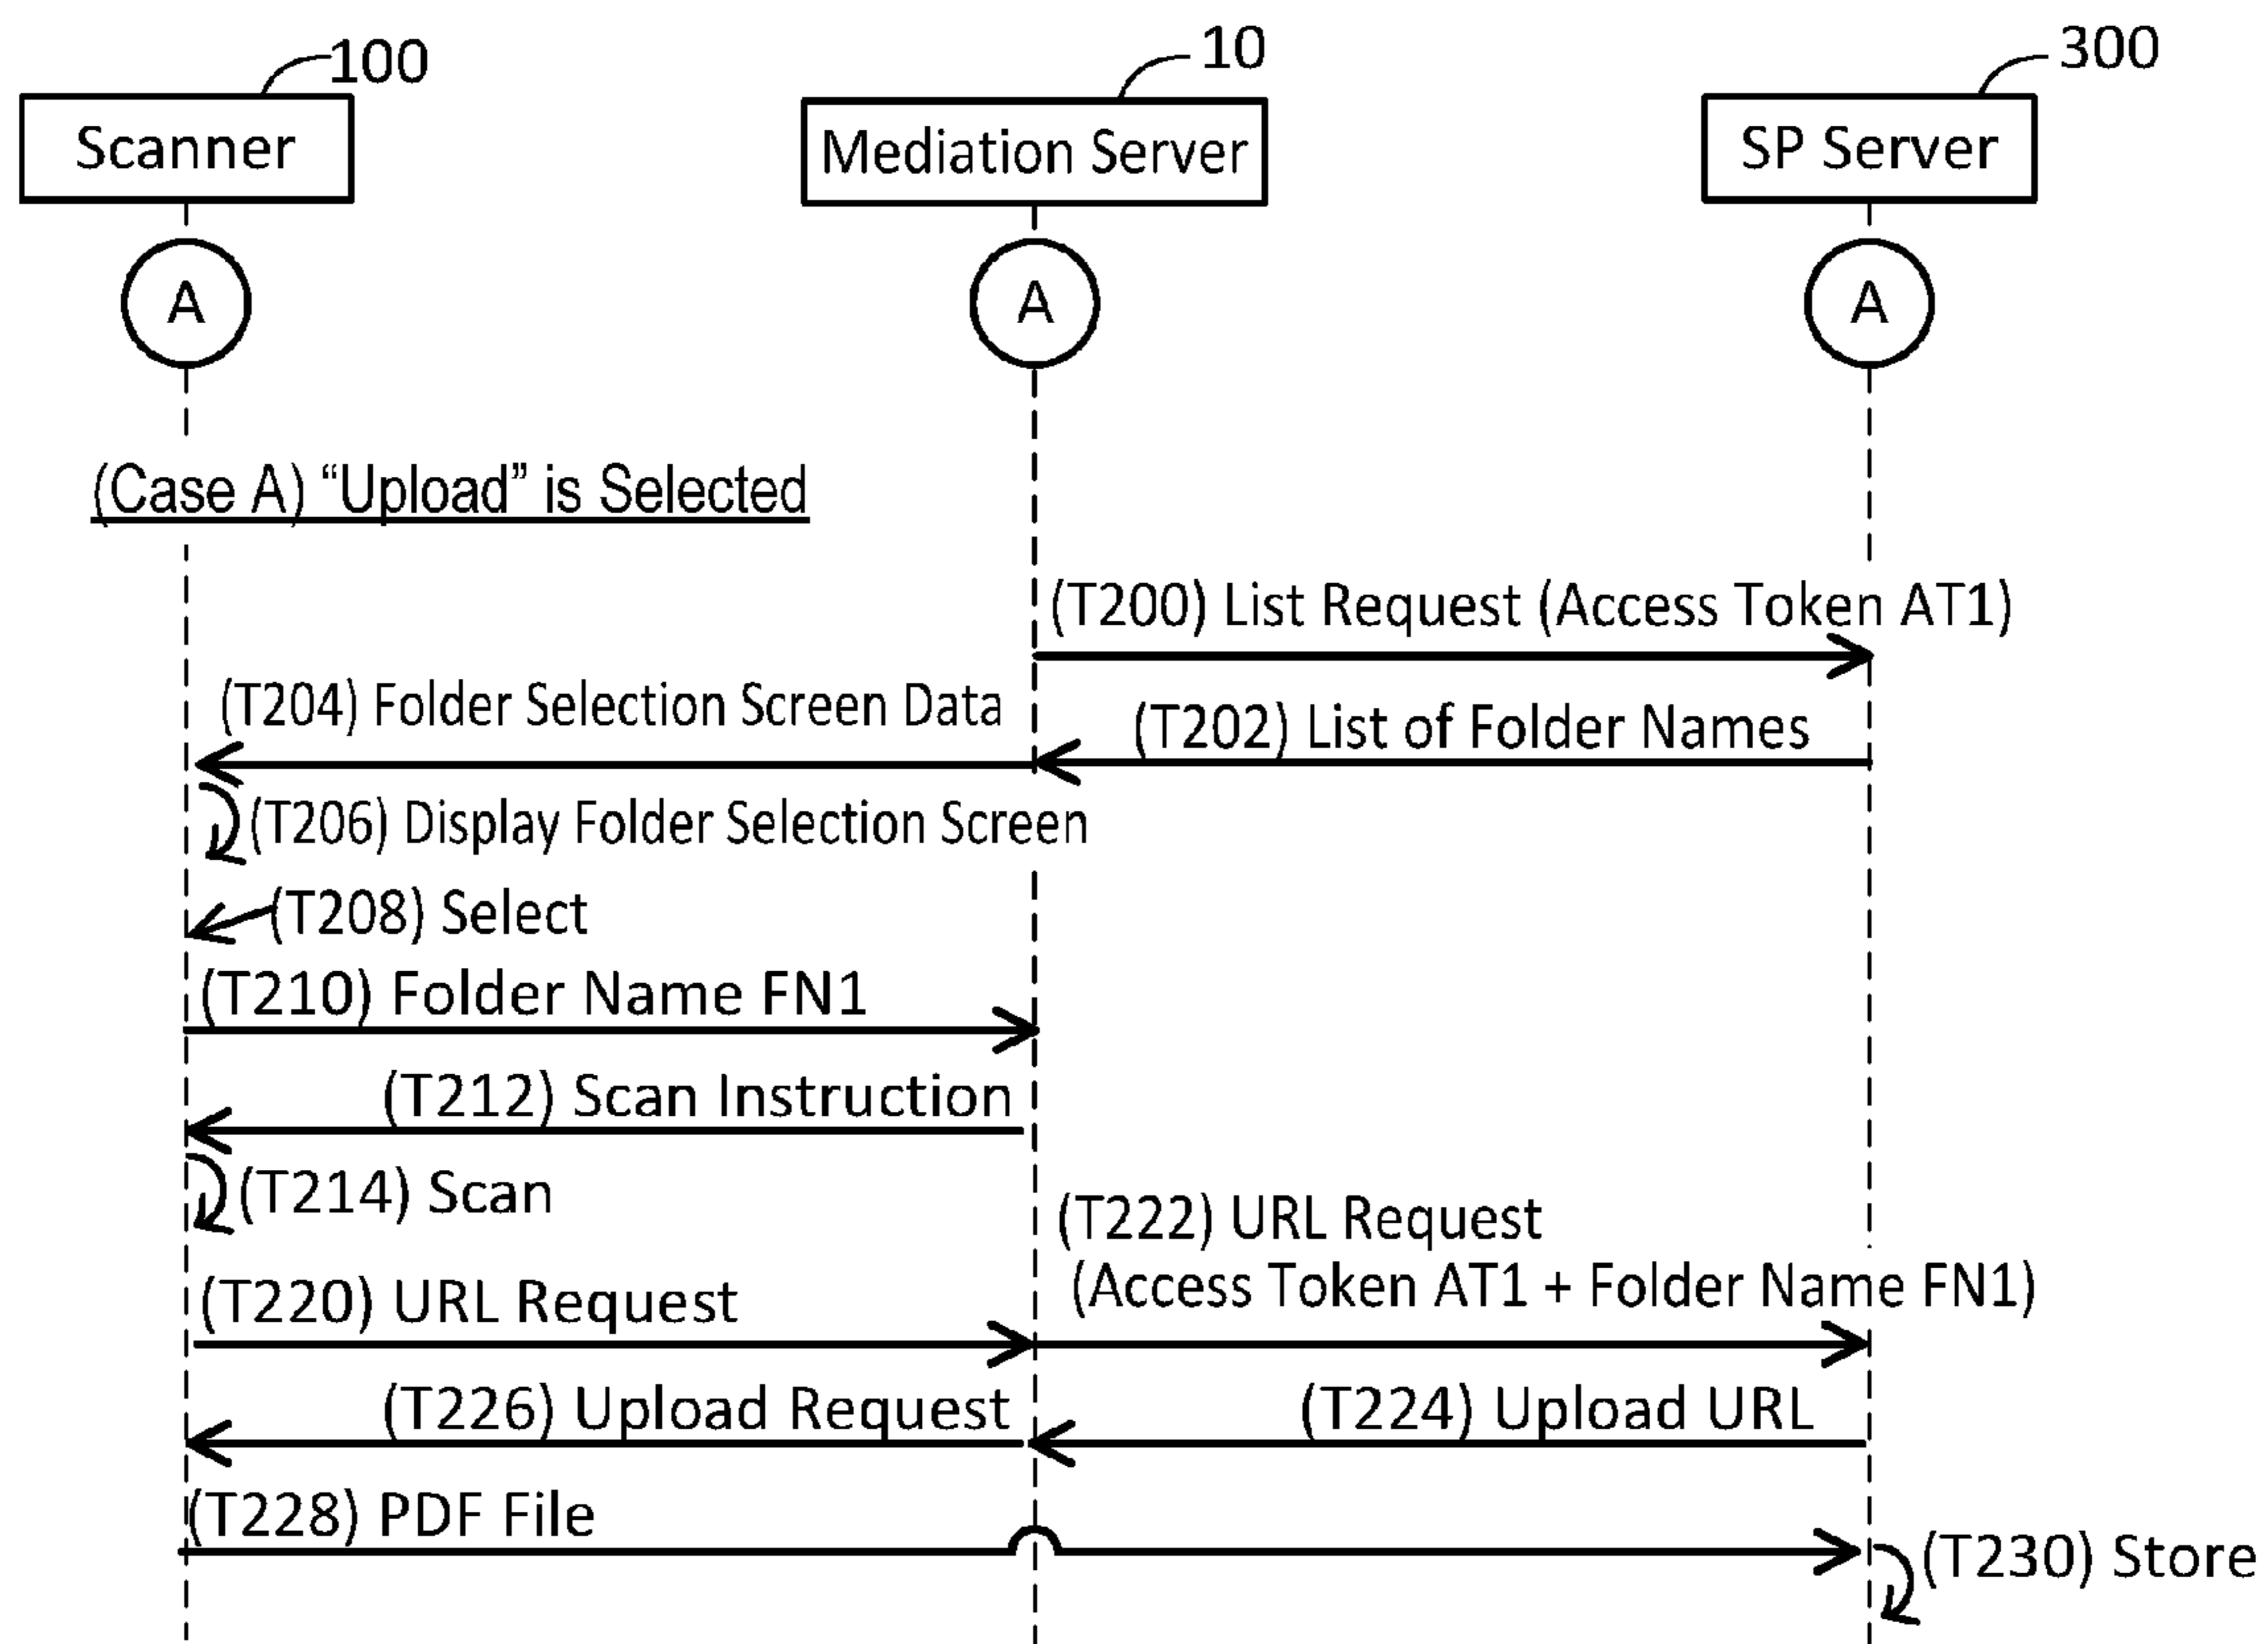 100
10
300
Scanner
Mediation Server
SP Server
A
A
A
(Case A) “Upload” is Selected
(T200) List Request (Access Token AT1)
(T204) Folder Selection Screen Data
(T202) List of Folder Names
(T206) Display Folder Selection Screen
(T208) Select
(T210) Folder Name FN1
(T212) Scan Instruction
(T214) Scan
(T222) URL Request
(Access Token AT1 + Folder Name FN1)
(T220) URL Request
(T226) Upload Request
(T224) Upload URL
(T228) PDF File
(T230) Store